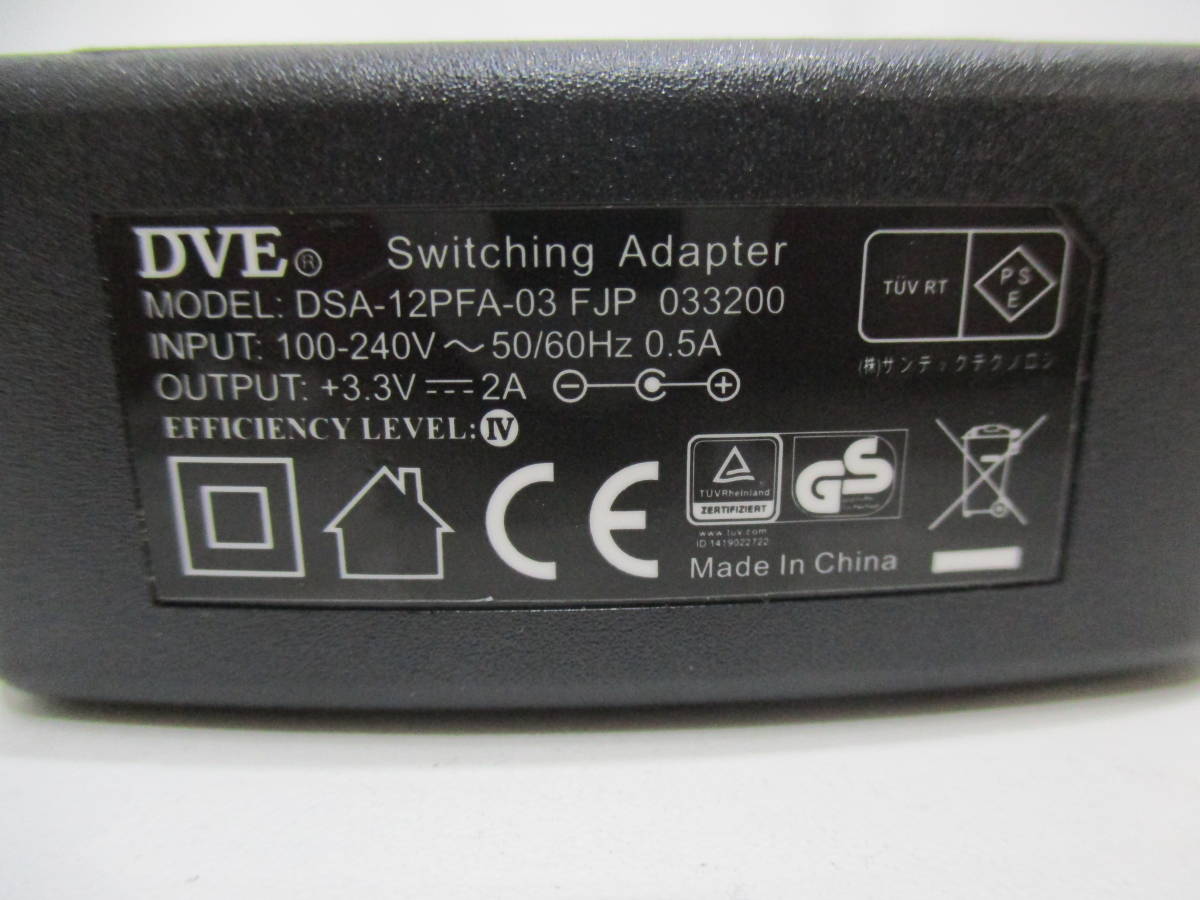 DVE® Switching Adapter
MODEL: DSA-12PFA-03 FJP 033200
INPUT: 100-240V～50/60Hz 0.5A
OUTPUT: +3.3V⎓2A
EFFICIENCY LEVEL: IV
TÜV RT
PSE
(株)サンテックテクノロジ
TÜVRheinland
ZERTIFIZIERT
www.tuv.com
ID 1419022722
GS
CE
Made In China